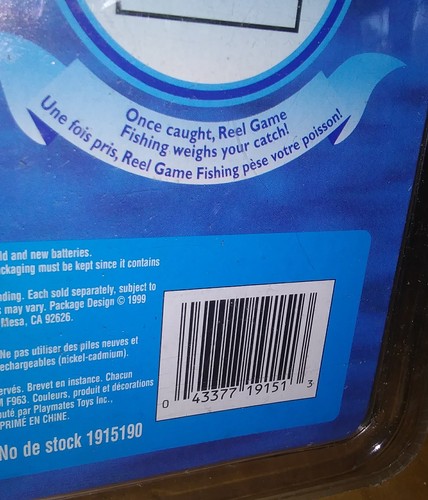 Once caught, Reel Game
Fishing weighs your catch!
Une fois pris, Reel Game Fishing pèse votre poisson!
ld and new batteries.
ckaging must be kept since it contains
nding. Each sold separately, subject to
s may vary. Package Design © 1999
Mesa, CA 92626.
Ne pas utiliser des piles neuves et
echargeables (nickel-cadmium).
ervés. Brevet en instance. Chacun
M F963. Couleurs, produit et décorations
buté par Playmates Toys Inc.,
PRIMÉ EN CHINE.
No de stock 1915190
0 43377 19151 3